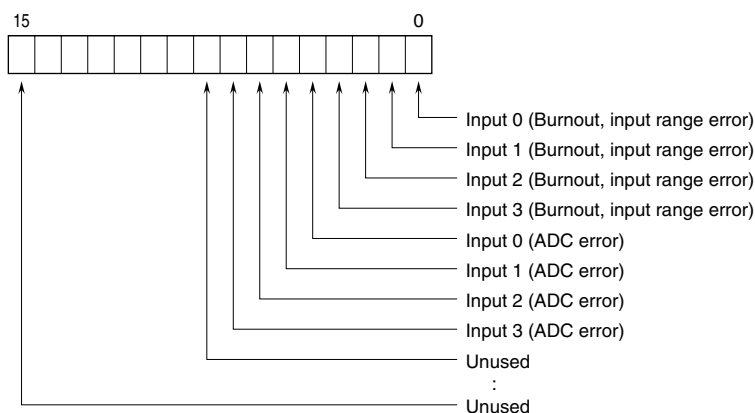 15 0
Input 0 (Burnout, input range error)
Input 1 (Burnout, input range error)
Input 2 (Burnout, input range error)
Input 3 (Burnout, input range error)
Input 0 (ADC error)
Input 1 (ADC error)
Input 2 (ADC error)
Input 3 (ADC error)
Unused
:
Unused